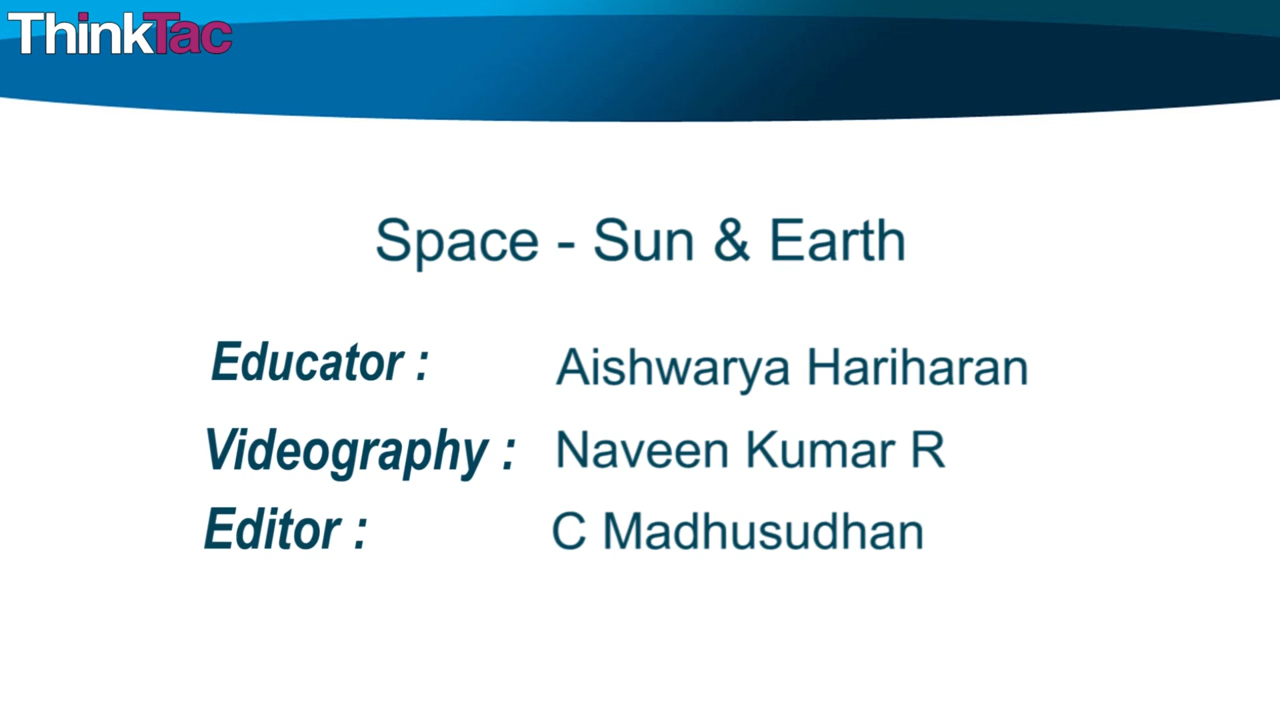 ThinkTac
Space - Sun & Earth
Educator : Aishwarya Hariharan
Videography : Naveen Kumar R
Editor : C Madhusudhan